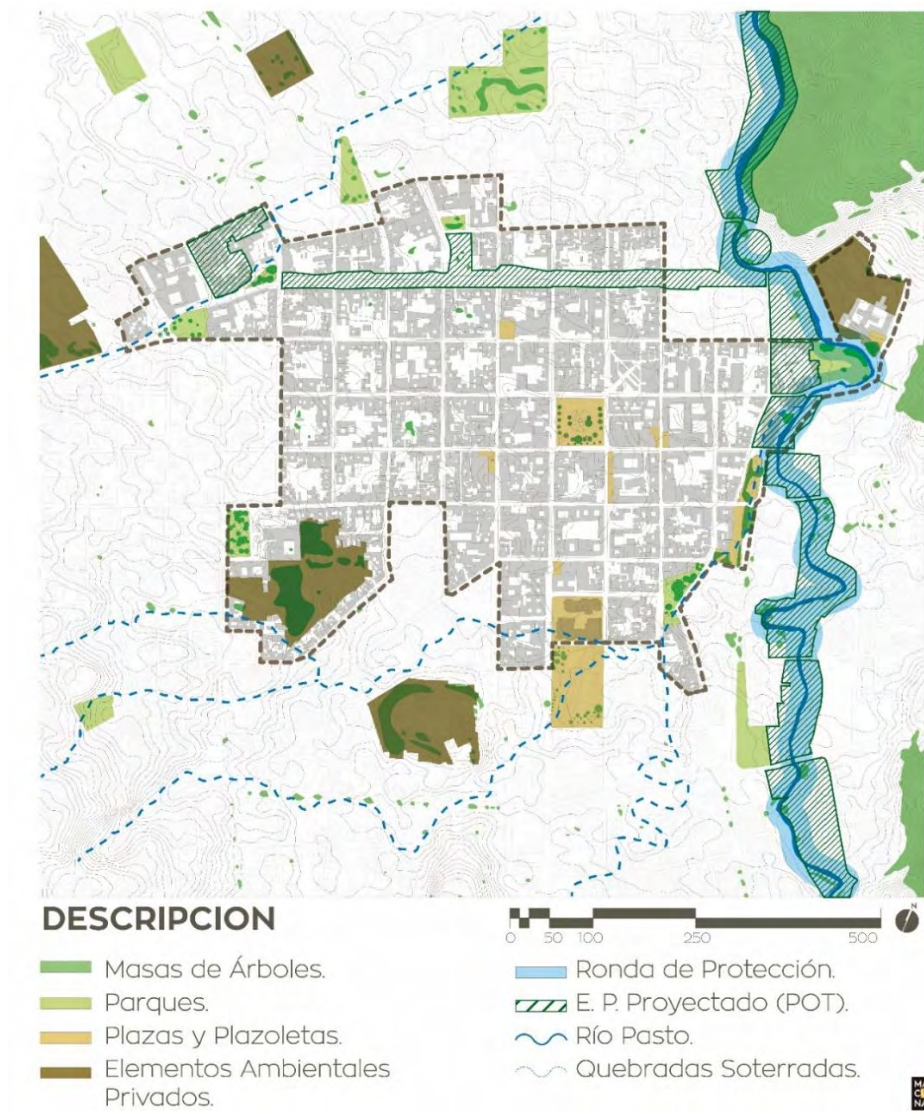 DESCRIPCION
N
0 50 100 250 500
Masas de Árboles.
Parques.
Plazas y Plazoletas.
Elementos Ambientales
Privados.
Ronda de Protección.
E. P. Proyectado (POT).
Río Pasto.
Quebradas Soterradas.